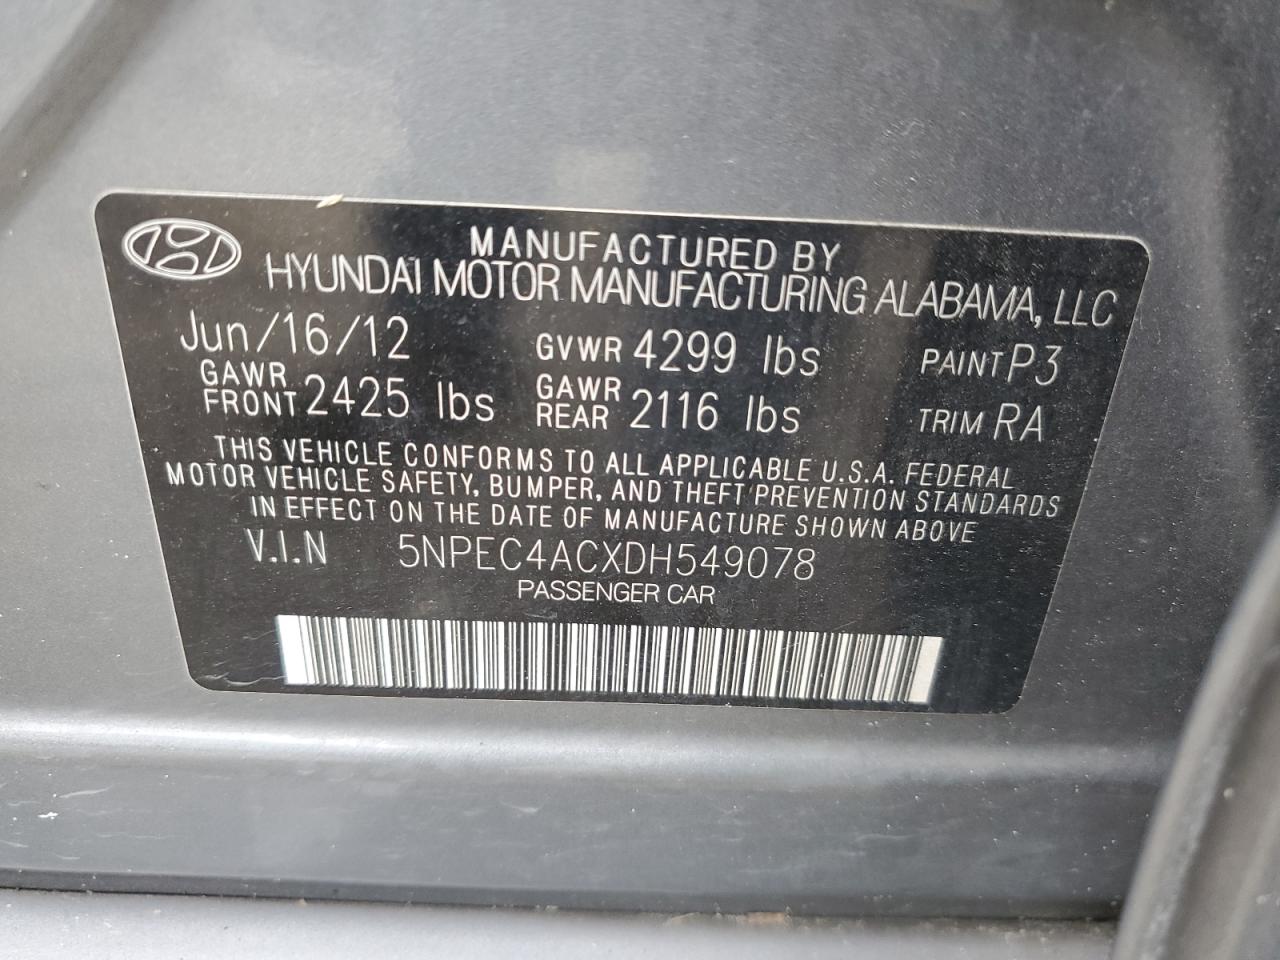 MANUFACTURED BY
HYUNDAI MOTOR MANUFACTURING ALABAMA, LLC
Jun/16/12 GVWR 4299 lbs PAINT P3
GAWR FRONT 2425 lbs GAWR REAR 2116 lbs TRIM RA
THIS VEHICLE CONFORMS TO ALL APPLICABLE U.S.A. FEDERAL
MOTOR VEHICLE SAFETY, BUMPER, AND THEFT PREVENTION STANDARDS
IN EFFECT ON THE DATE OF MANUFACTURE SHOWN ABOVE
V.I.N 5NPEC4ACXDH549078
PASSENGER CAR